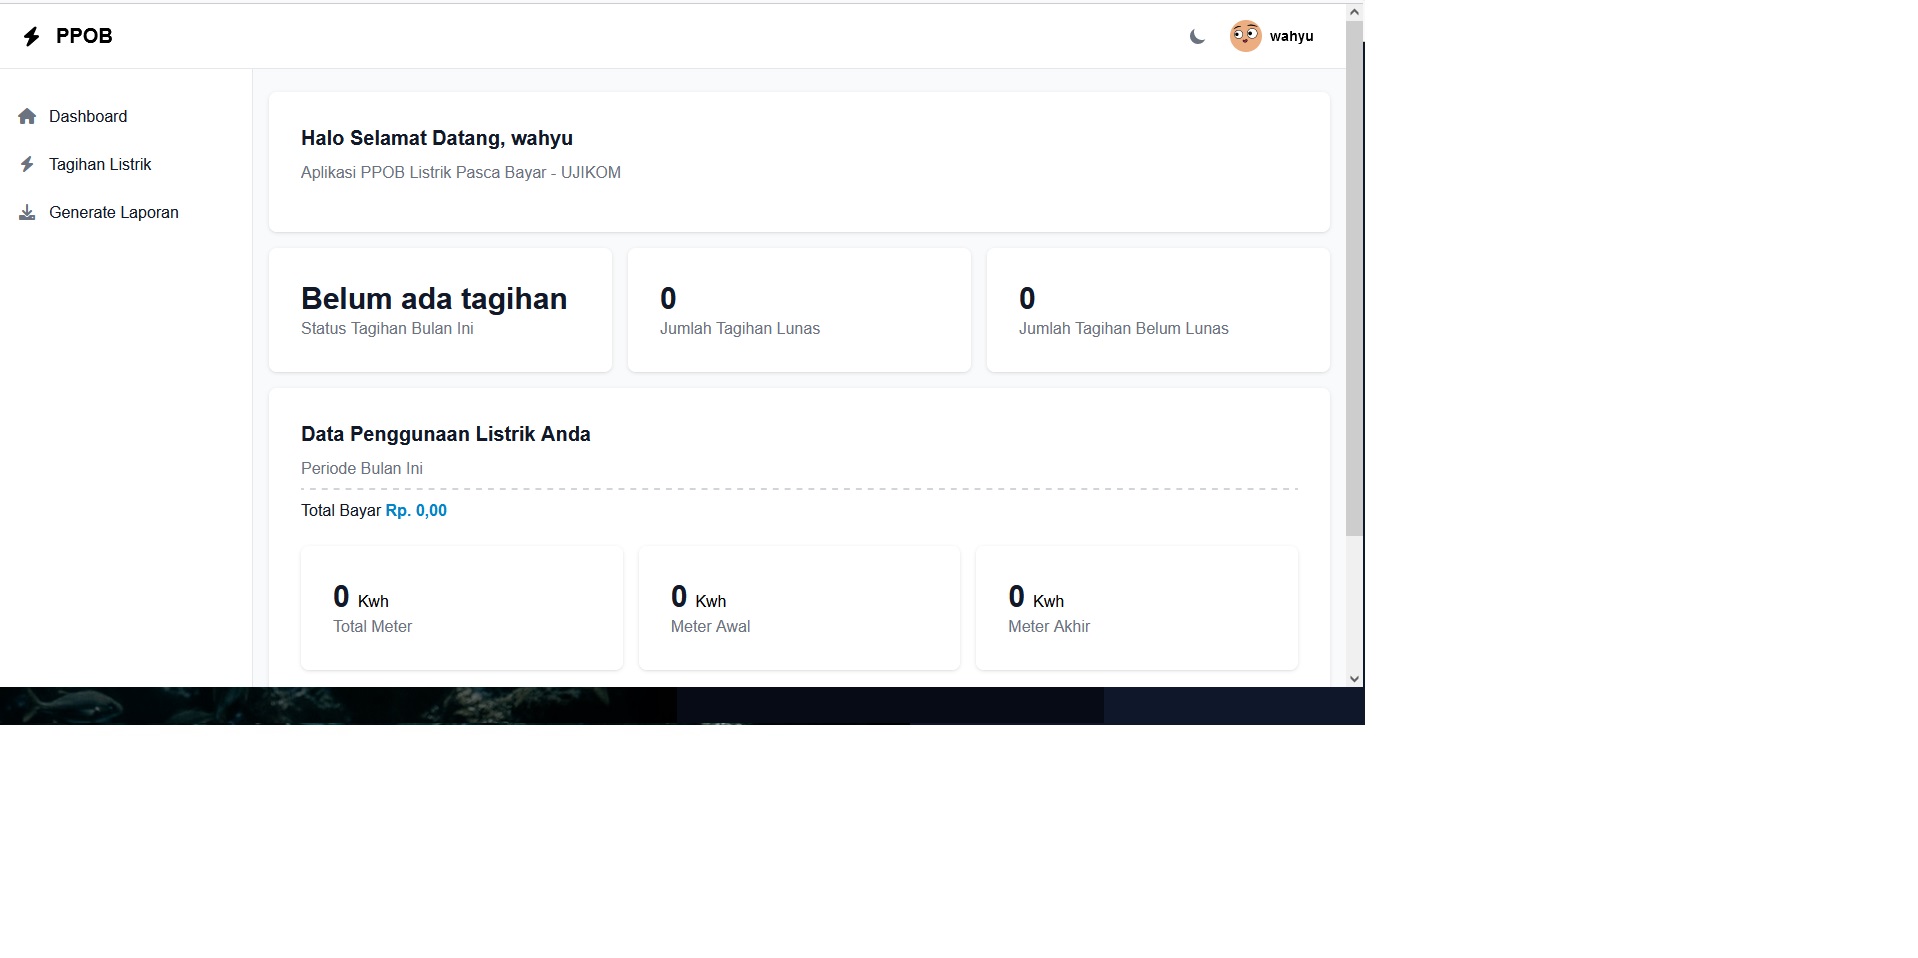 PPOB
wahyu
Dashboard
Tagihan Listrik
Generate Laporan
Halo Selamat Datang, wahyu
Aplikasi PPOB Listrik Pasca Bayar - UJIKOM
Belum ada tagihan
Status Tagihan Bulan Ini
0
Jumlah Tagihan Lunas
0
Jumlah Tagihan Belum Lunas
Data Penggunaan Listrik Anda
Periode Bulan Ini
Total Bayar Rp. 0,00
0 Kwh
Total Meter
0 Kwh
Meter Awal
0 Kwh
Meter Akhir